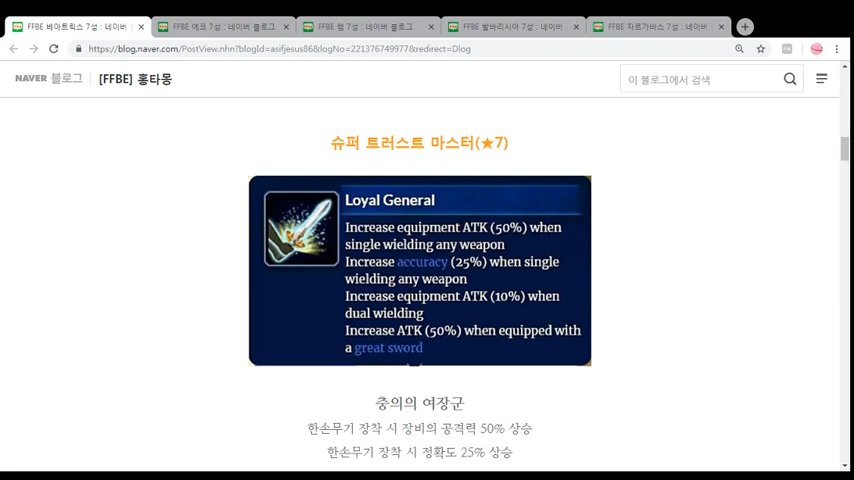 FFBE 베아트릭스 7성 : 네이버
FFBE 에코 7성 : 네이버 블로그
FFBE 림 7성 : 네이버 블로그
FFBE 발바리시아 7성 : 네이버
FFBE 자르가바스 7성 : 네이버
https://blog.naver.com/PostView.nhn?blogId=asifjesus86&logNo=221376749977&redirect=Dlog
NAVER 블로그 [FFBE] 홍타몽
이 블로그에서 검색
슈퍼 트러스트 마스터(★7)
Loyal General
Increase equipment ATK (50%) when
single wielding any weapon
Increase accuracy (25%) when single
wielding any weapon
Increase equipment ATK (10%) when
dual wielding
Increase ATK (50%) when equipped with
a great sword
충의의 여장군
한손무기 장착 시 장비의 공격력 50% 상승
한손무기 장착 시 정확도 25% 상승